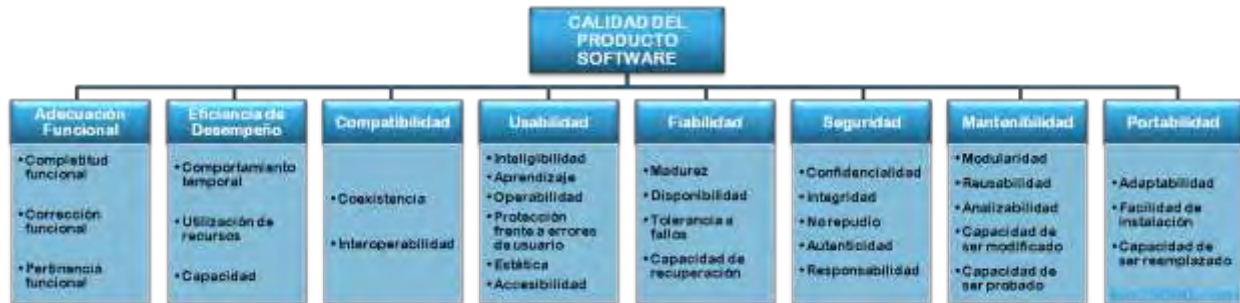 CALIDAD DEL
PRODUCTO
SOFTWARE
Adecuación
Funcional
•Completitud
funcional
•Corrección
funcional
•Pertinencia
funcional
Eficiencia de
Desempeño
•Comportamiento
temporal
•Utilización de
recursos
•Capacidad
Compatibilidad
•Coexistencia
•Interoperabilidad
Usabilidad
•Inteligibilidad
•Aprendizaje
•Operabilidad
•Protección
frente a errores
de usuario
•Estética
•Accesibilidad
Fiabilidad
•Madurez
•Disponibilidad
•Tolerancia a
fallos
•Capacidad de
recuperación
Seguridad
•Confidencialidad
•Integridad
•No repudio
•Autenticidad
•Responsabilidad
Mantenibilidad
•Modularidad
•Reusabilidad
•Analizabilidad
•Capacidad de
ser modificado
•Capacidad de
ser probado
Portabilidad
•Adaptabilidad
•Facilidad de
instalación
•Capacidad de
ser reemplazado